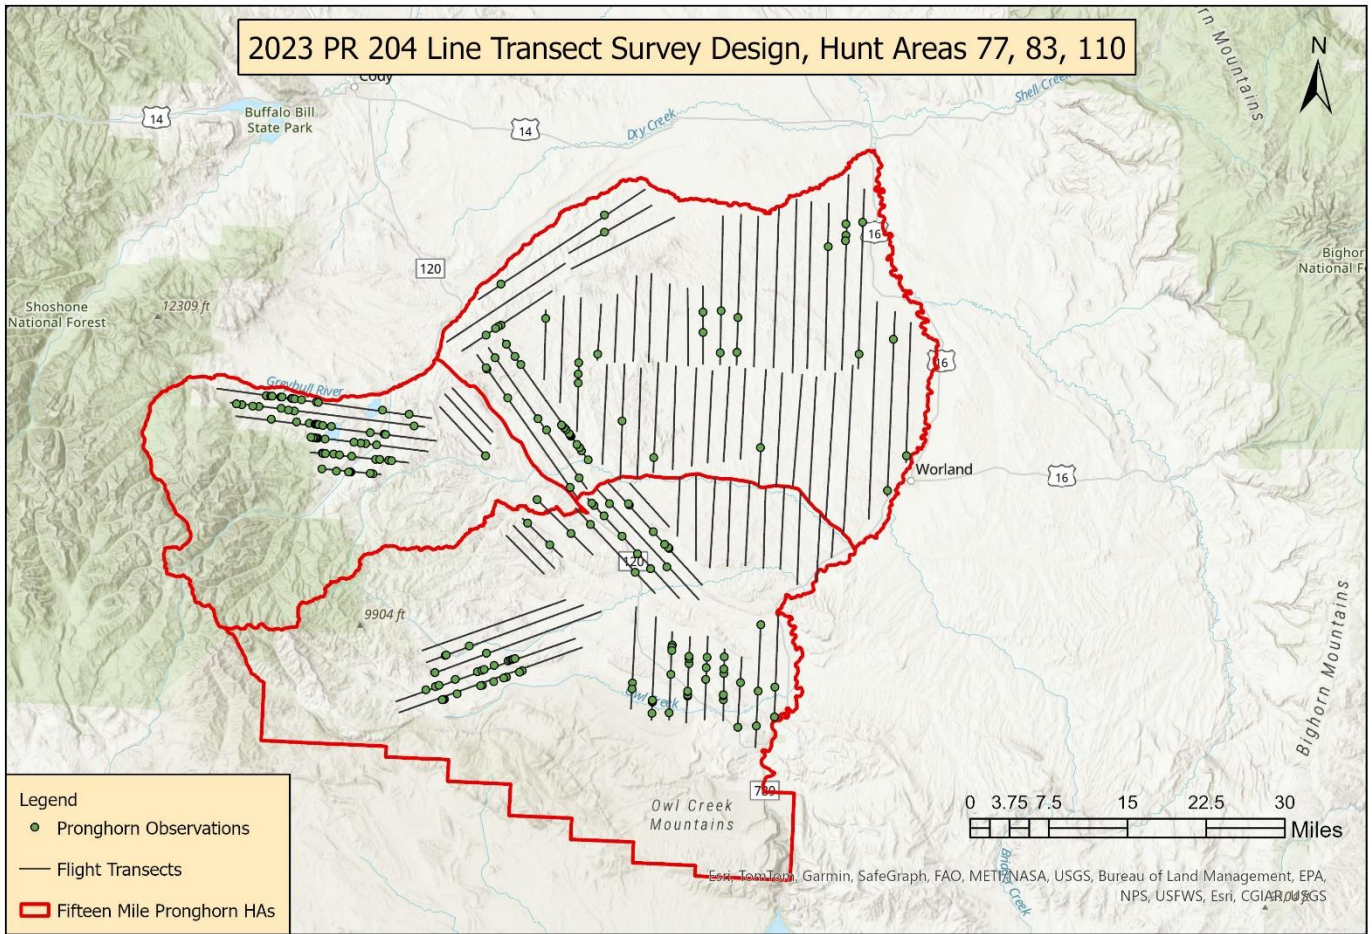 2023 PR 204 Line Transect Survey Design, Hunt Areas 77, 83, 110
N
rn Mountains
Cody
14
Buffalo Bill
State Park
14
Dry Creek
Shell Creek
16
120
Bighor
National F
Shoshone
National Forest
12309 ft
16
Greybull River
Worland
16
120
9904 ft
Owl Creek
Bighorn Mountains
789
Owl Creek
Mountains
0 3.75 7.5 15 22.5 30
Miles
Legend
Pronghorn Observations
Flight Transects
Fifteen Mile Pronghorn HAs
Esri, TomTom, Garmin, SafeGraph, FAO, METI/NASA, USGS, Bureau of Land Management, EPA,
NPS, USFWS, Esri, CGIAR, USGS
Creek